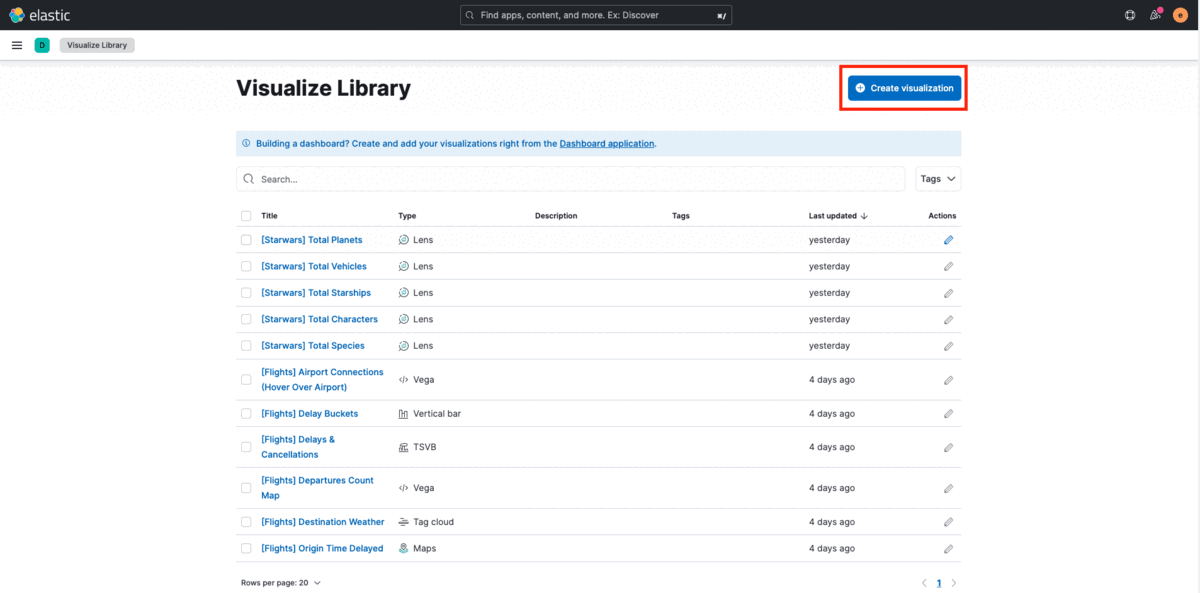 elastic
Find apps, content, and more. Ex: Discover
⌘/
e
D
Visualize Library
Visualize Library
Create visualization
Building a dashboard? Create and add your visualizations right from the Dashboard application.
Search...
Tags
Title Type Description Tags Last updated Actions
[Starwars] Total Planets Lens yesterday
[Starwars] Total Vehicles Lens yesterday
[Starwars] Total Starships Lens yesterday
[Starwars] Total Characters Lens yesterday
[Starwars] Total Species Lens yesterday
[Flights] Airport Connections
(Hover Over Airport)
Vega 4 days ago
[Flights] Delay Buckets Vertical bar 4 days ago
[Flights] Delays &
Cancellations
TSVB 4 days ago
[Flights] Departures Count
Map
Vega 4 days ago
[Flights] Destination Weather Tag cloud 4 days ago
[Flights] Origin Time Delayed Maps 4 days ago
Rows per page: 20
1